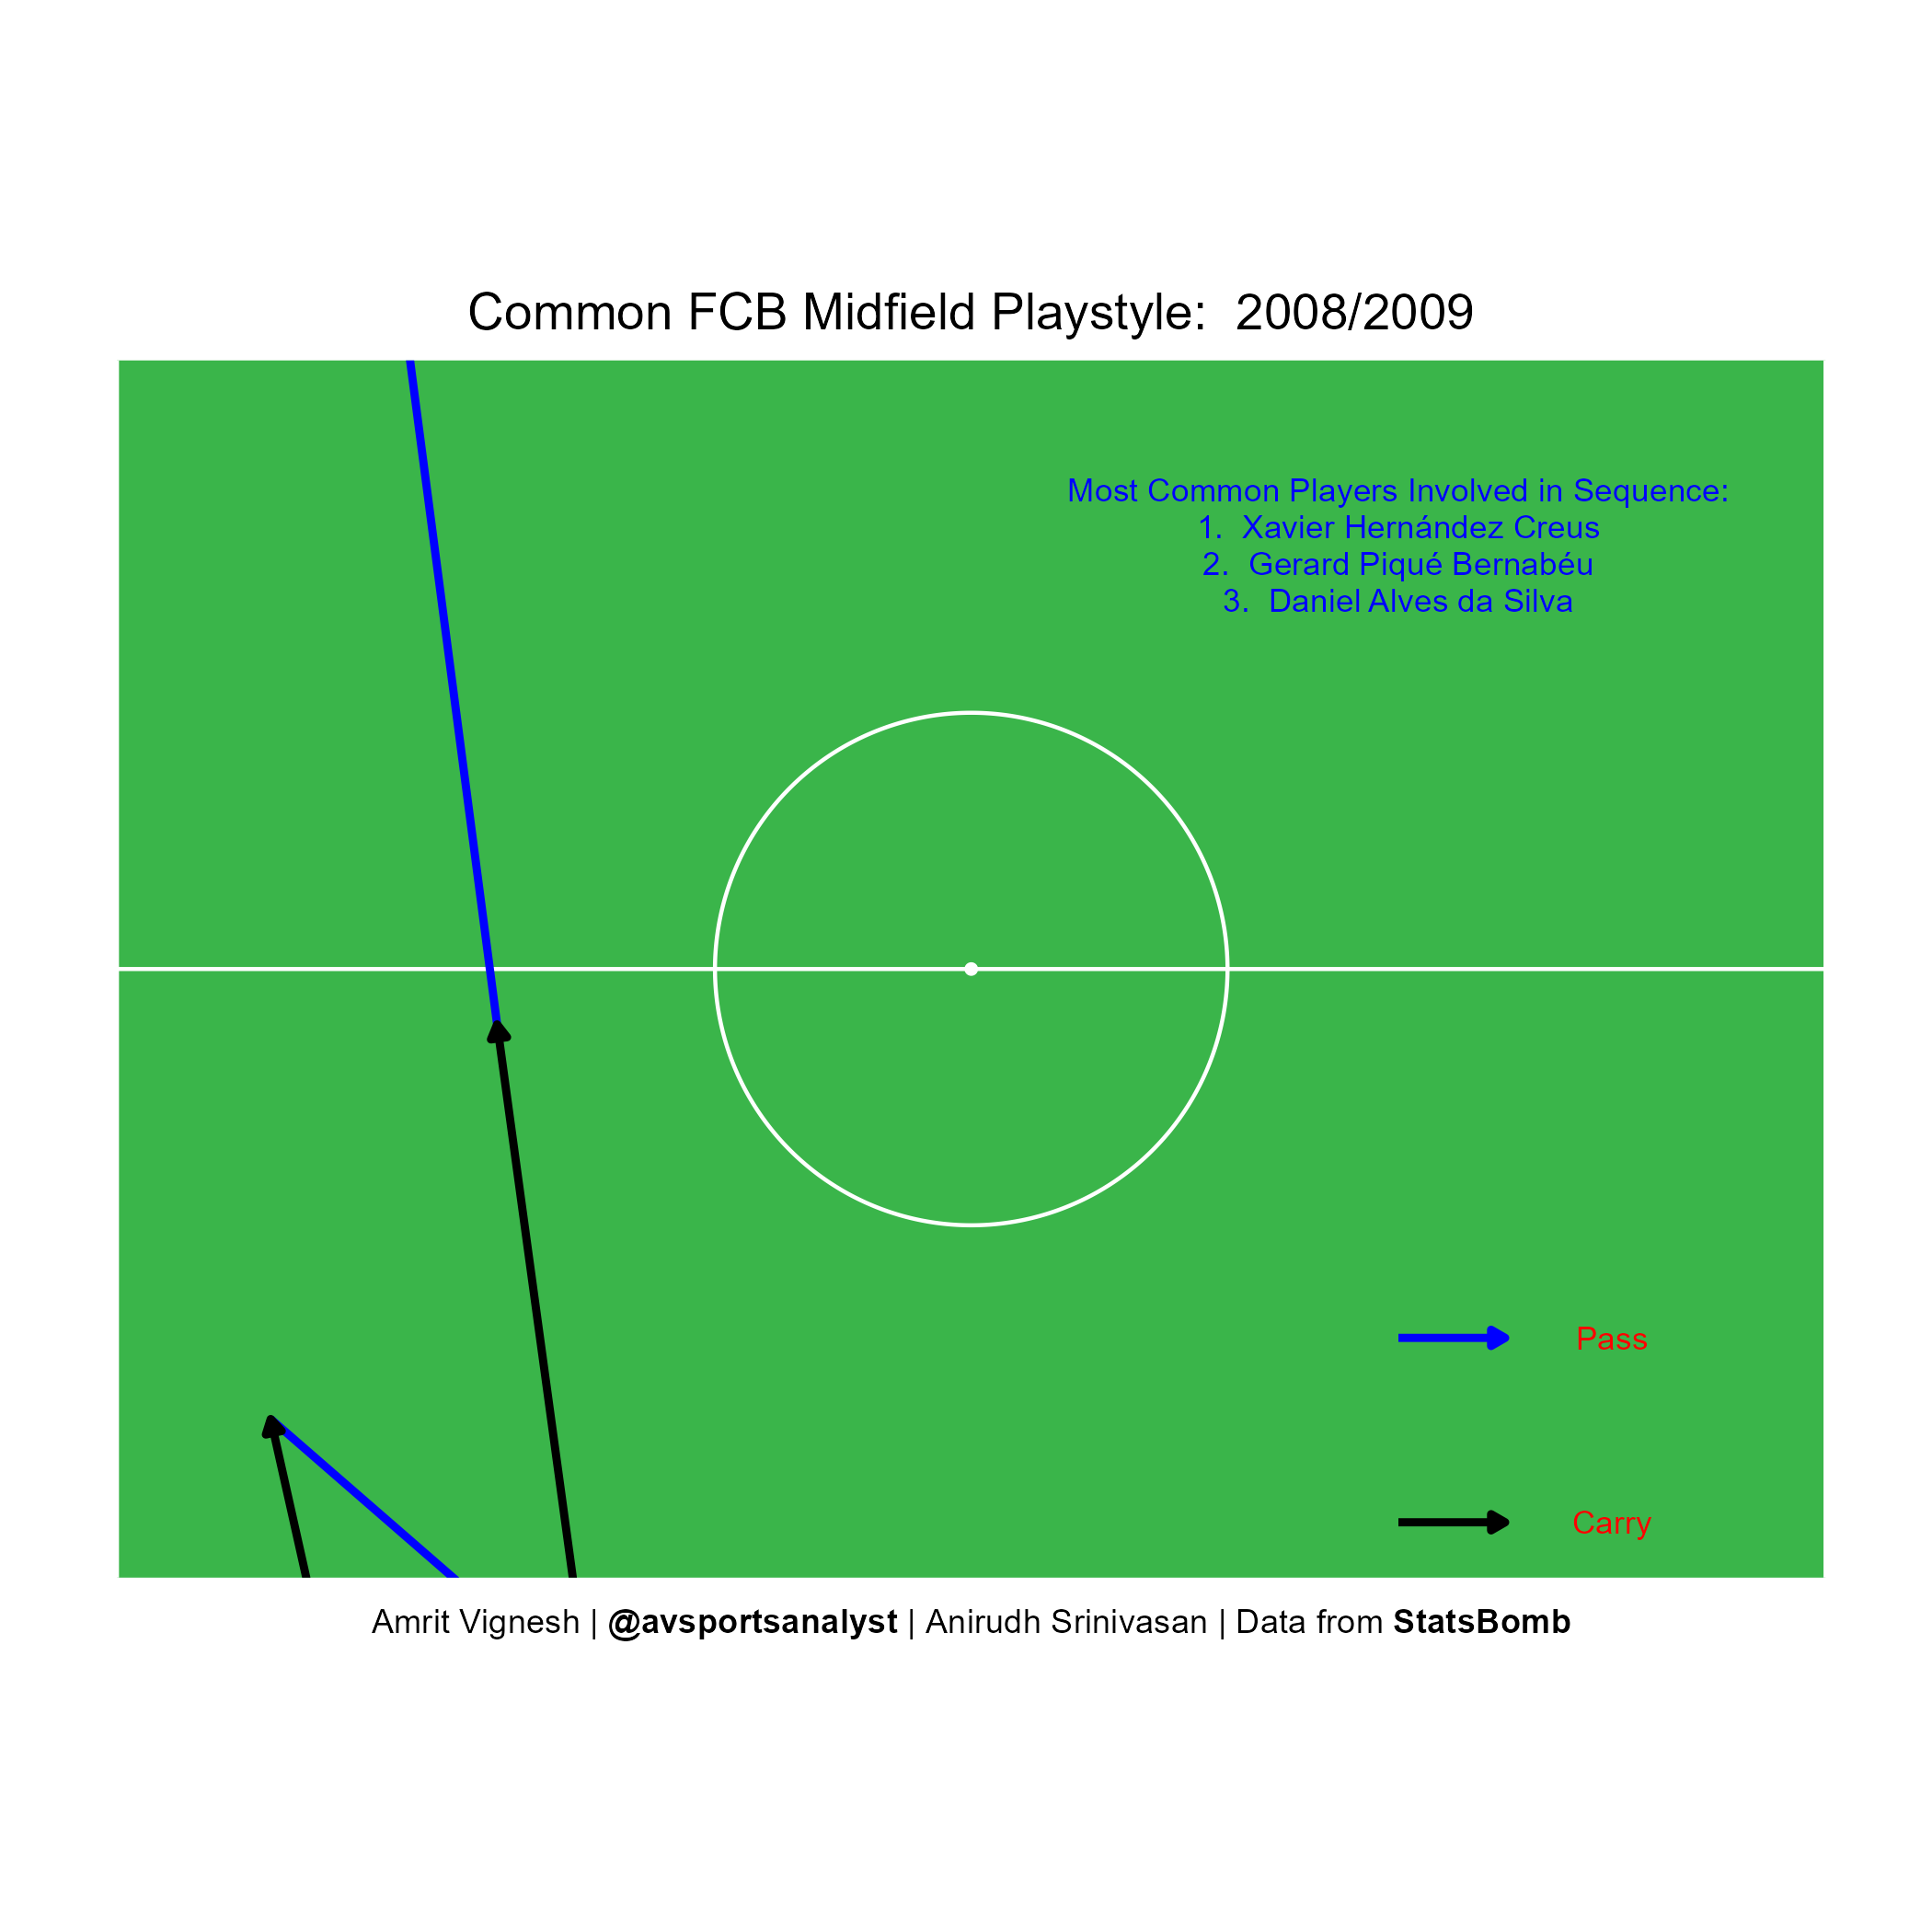 Common FCB Midfield Playstyle:  2008/2009
Most Common Players Involved in Sequence:
1.  Xavier Hernández Creus
2.  Gerard Piqué Bernabéu
3.  Daniel Alves da Silva
Pass
Carry
Amrit Vignesh | @avsportsanalyst | Anirudh Srinivasan | Data from StatsBomb